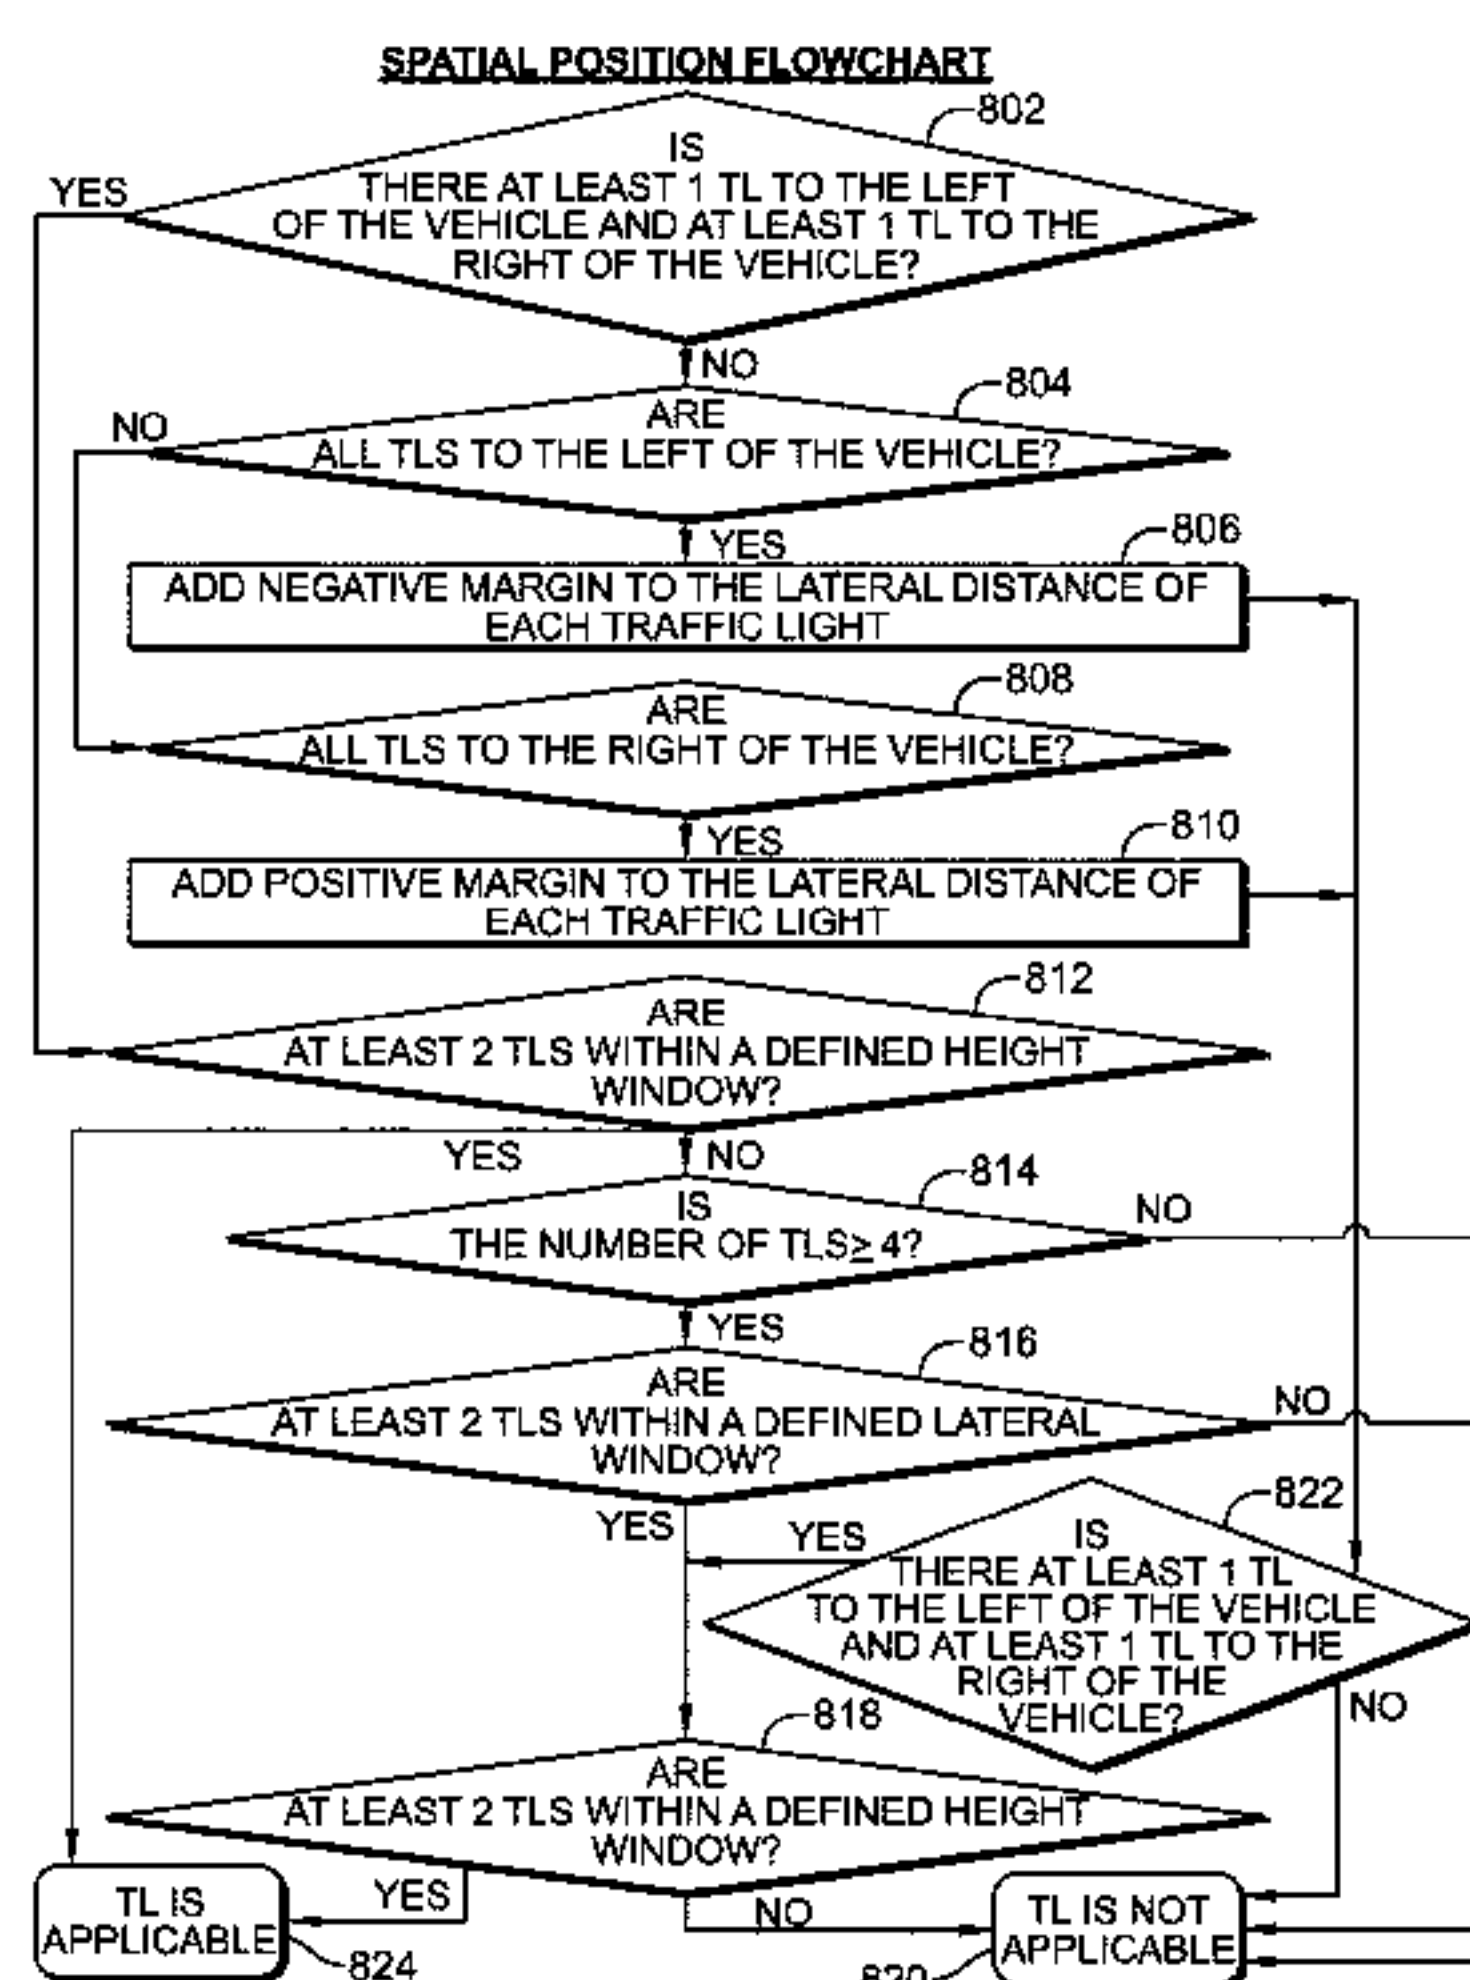 SPATIAL POSITION FLOWCHART
802
IS
THERE AT LEAST 1 TL TO THE LEFT
OF THE VEHICLE AND AT LEAST 1 TL TO THE
RIGHT OF THE VEHICLE?
YES
NO
804
ARE
ALL TLS TO THE LEFT OF THE VEHICLE?
NO
YES
806
ADD NEGATIVE MARGIN TO THE LATERAL DISTANCE OF
EACH TRAFFIC LIGHT
808
ARE
ALL TLS TO THE RIGHT OF THE VEHICLE?
YES
810
ADD POSITIVE MARGIN TO THE LATERAL DISTANCE OF
EACH TRAFFIC LIGHT
812
ARE
AT LEAST 2 TLS WITHIN A DEFINED HEIGHT
WINDOW?
YES
NO
814
IS
THE NUMBER OF TLS ≥ 4?
NO
YES
816
ARE
AT LEAST 2 TLS WITHIN A DEFINED LATERAL
WINDOW?
NO
YES
822
IS
THERE AT LEAST 1 TL
TO THE LEFT OF THE VEHICLE
AND AT LEAST 1 TL TO THE
RIGHT OF THE
VEHICLE?
YES
NO
818
ARE
AT LEAST 2 TLS WITHIN A DEFINED HEIGHT
WINDOW?
YES
NO
TL IS
APPLICABLE
824
TL IS NOT
APPLICABLE
820